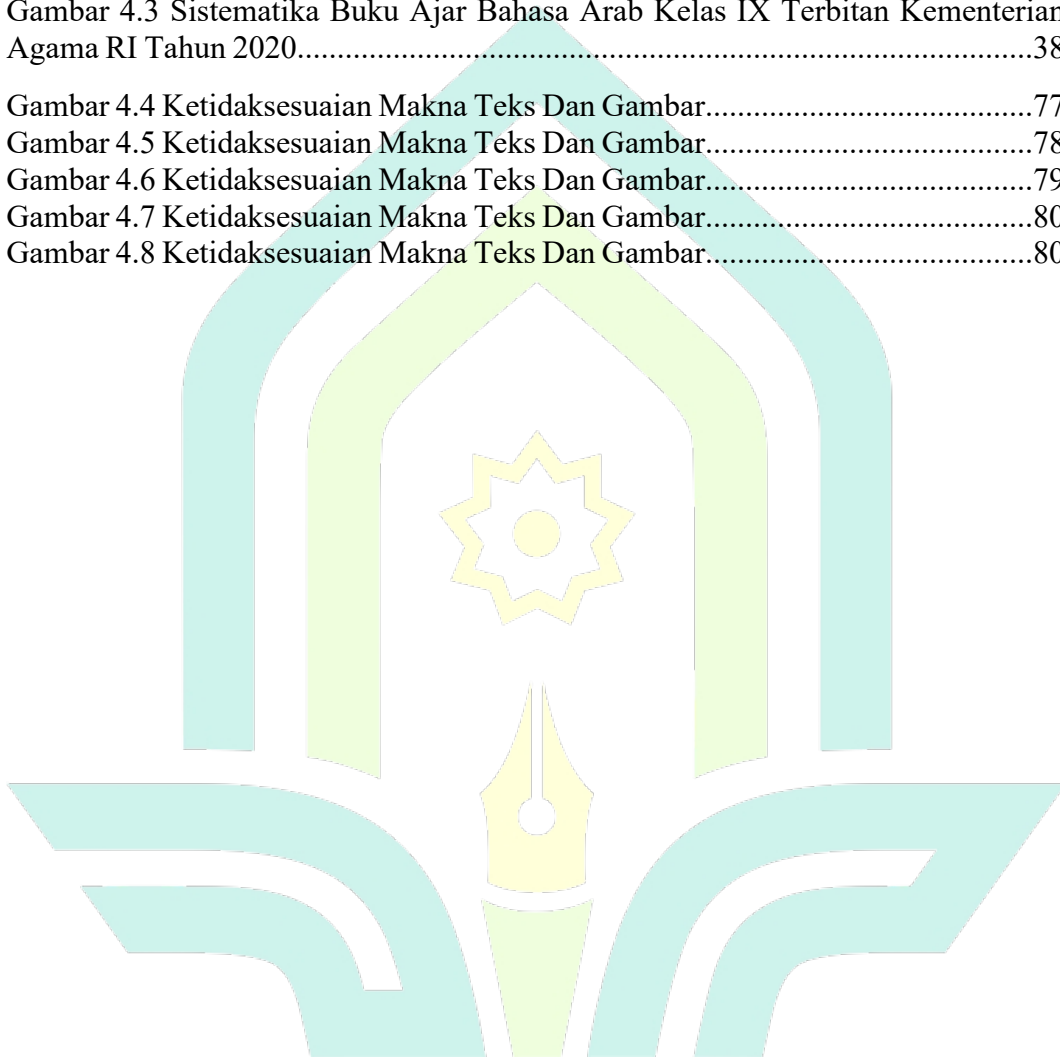 Gambar 4.3 Sistematika Buku Ajar Bahasa Arab Kelas IX Terbitan Kementerian
Agama RI Tahun 2020..........................................................................................38
Gambar 4.4 Ketidaksesuaian Makna Teks Dan Gambar........................................77
Gambar 4.5 Ketidaksesuaian Makna Teks Dan Gambar........................................78
Gambar 4.6 Ketidaksesuaian Makna Teks Dan Gambar........................................79
Gambar 4.7 Ketidaksesuaian Makna Teks Dan Gambar........................................80
Gambar 4.8 Ketidaksesuaian Makna Teks Dan Gambar........................................80